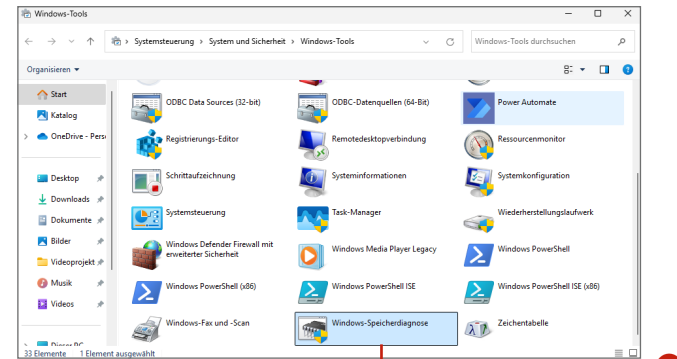 Windows-Tools
Systemsteuerung > System und Sicherheit > Windows-Tools
Windows-Tools durchsuchen
Organisieren
Start
Katalog
OneDrive - Pers
Desktop
Downloads
Dokumente
Bilder
Videoprojekt
Musik
Videos
Dieser PC
ODBC Data Sources (32-bit)
ODBC-Datenquellen (64-Bit)
Power Automate
Registrierungs-Editor
Remotedesktopverbindung
Ressourcenmonitor
Schrittaufzeichnung
Systeminformationen
Systemkonfiguration
Systemsteuerung
Task-Manager
Wiederherstellungslaufwerk
Windows Defender Firewall mit
erweiterter Sicherheit
Windows Media Player Legacy
Windows PowerShell
Windows PowerShell (x86)
Windows PowerShell ISE
Windows PowerShell ISE (x86)
Windows-Fax und -Scan
Windows-Speicherdiagnose
Zeichentabelle
33 Elemente
1 Element ausgewählt